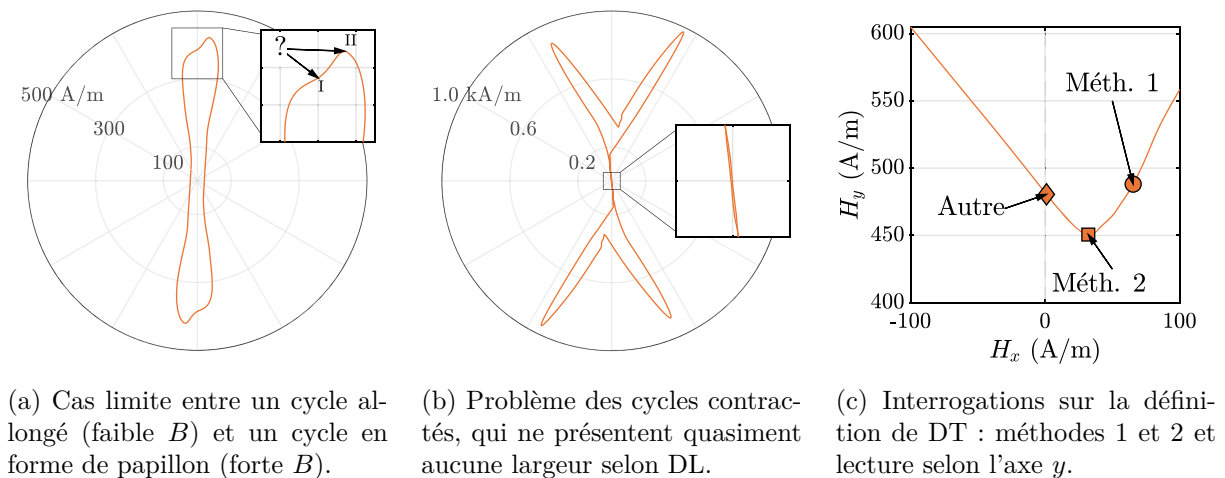 500 A/m
300
100
?
I
II
1.0 kA/m
0.6
0.2
600
550
500
450
400
H_y (A/m)
-100
0
100
H_x (A/m)
Méth. 1
Autre
Méth. 2
(a) Cas limite entre un cycle al-
longé (faible B) et un cycle en
forme de papillon (forte B).
(b) Problème des cycles contrac-
tés, qui ne présentent quasiment
aucune largeur selon DL.
(c) Interrogations sur la défini-
tion de DT : méthodes 1 et 2 et
lecture selon l'axe y.